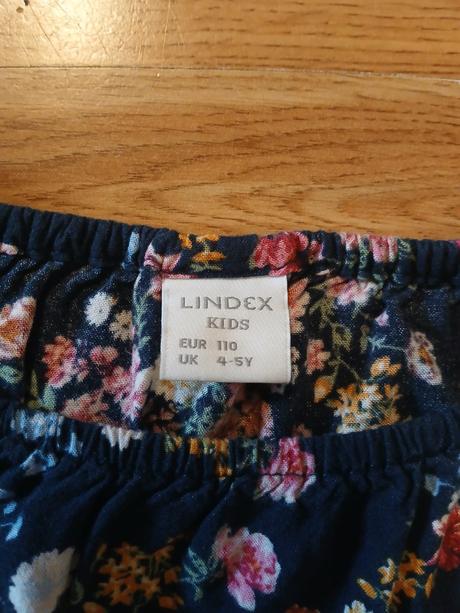 LINDEX
KIDS
EUR 110
UK 4-5Y